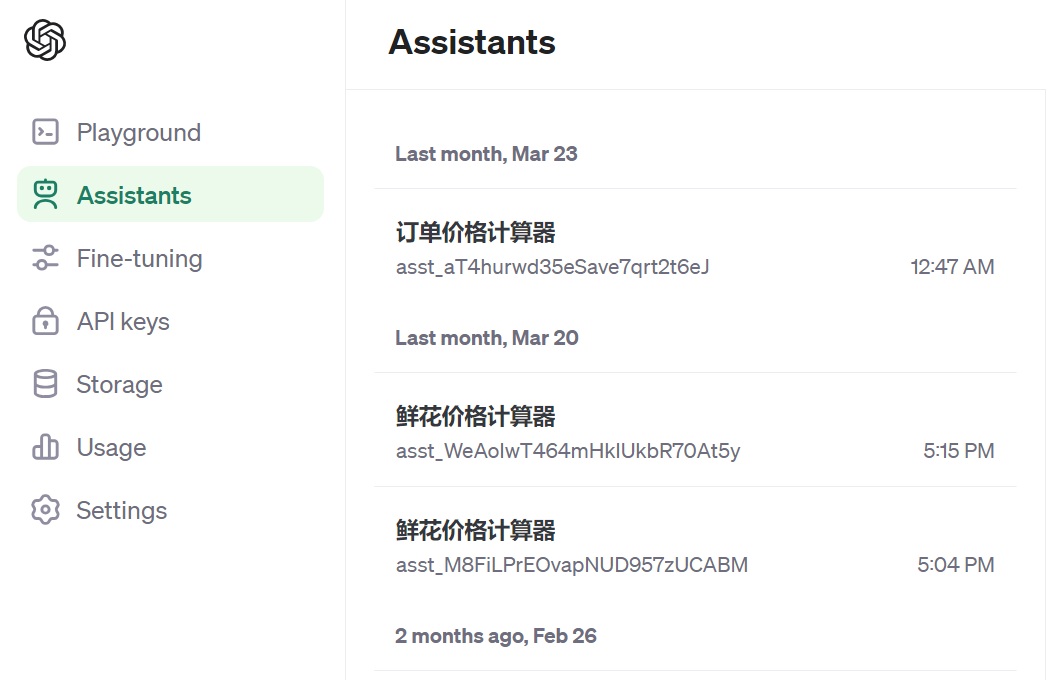 Assistants
Playground
Assistants
Fine-tuning
API keys
Storage
Usage
Settings
Last month, Mar 23
订单价格计算器
asst_aT4hurwd35eSave7qrt2t6eJ 12:47 AM
Last month, Mar 20
鲜花价格计算器
asst_WeAoIwT464mHkIUkbR70At5y 5:15 PM
鲜花价格计算器
asst_M8FiLPrEOvapNUD957zUCABM 5:04 PM
2 months ago, Feb 26